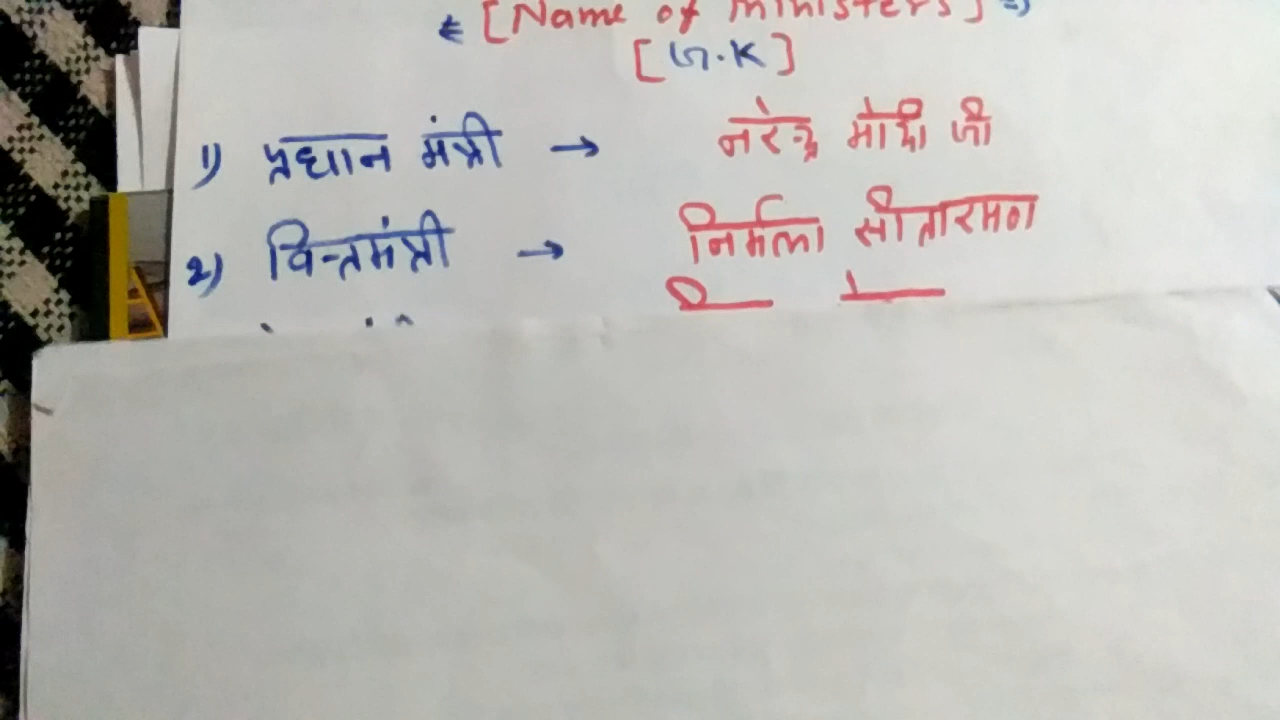 [Name of ministers]
[G.K]
1) प्रधान मंत्री → नरेन्द्र मोदी जी
2) वित्तमंत्री → निर्मला सीतारमण